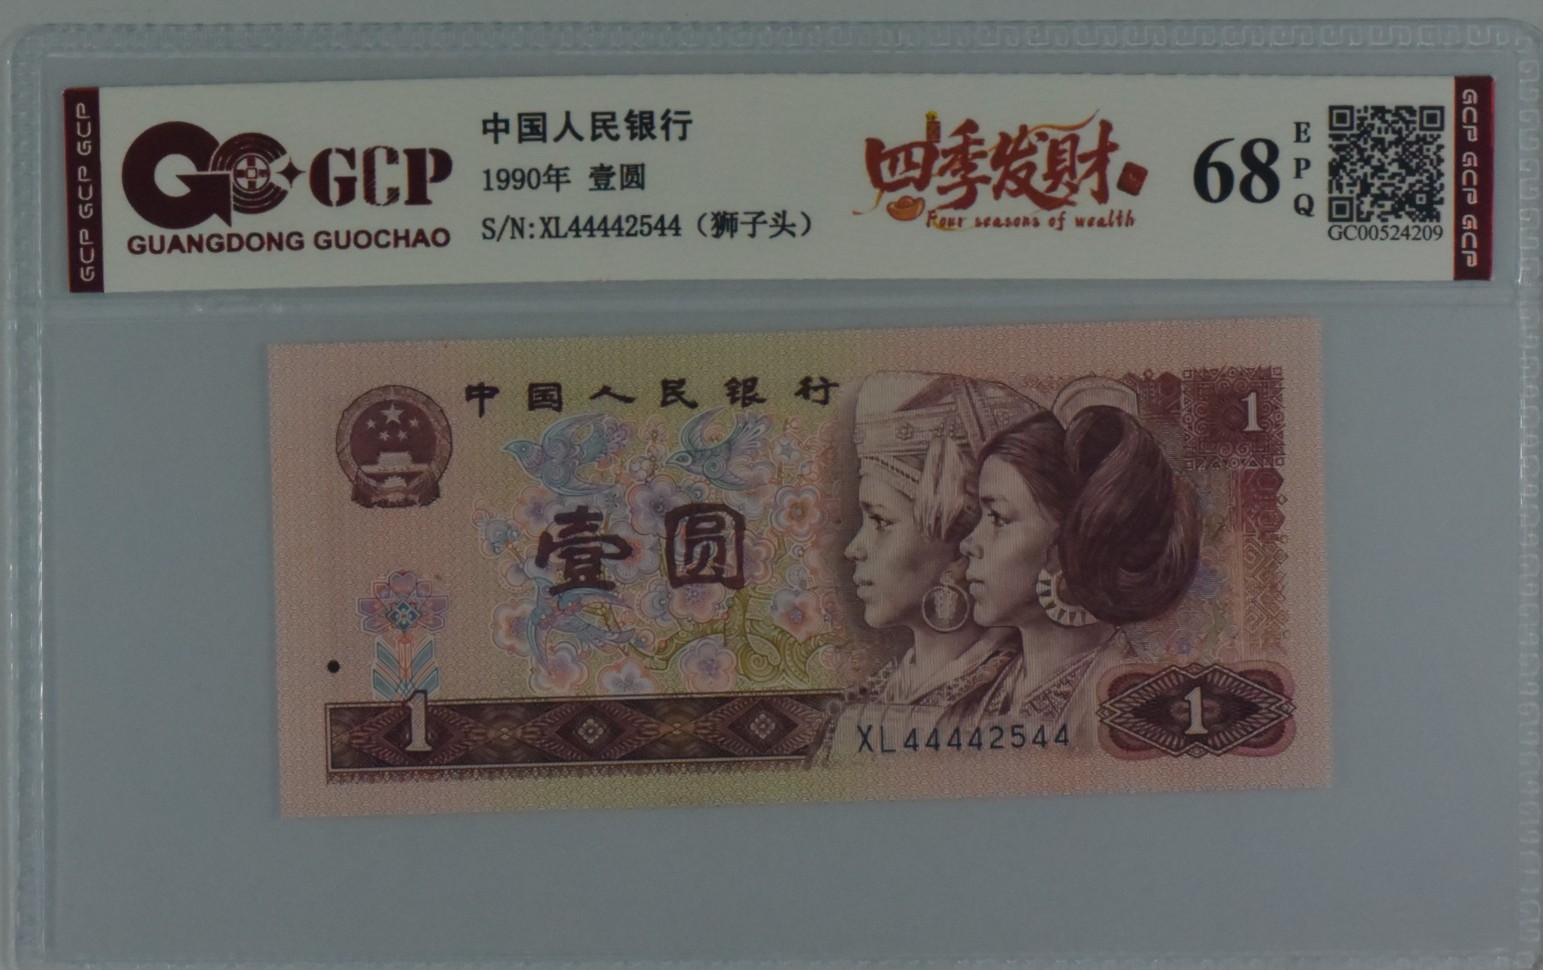 GCP GCP GCP
GCP
GUANGDONG GUOCHAO
中国人民银行
1990年 壹圆
S/N:XL44442544（狮子头）
四季发财
Four seasons of wealth
68
EPQ
GC00524209
GCP GCP GCP
中国人民银行
1
壹圆
1
1
XL44442544